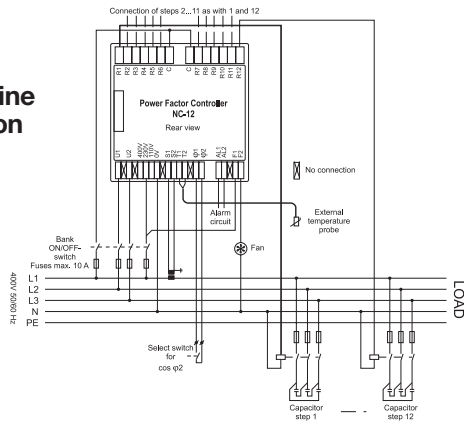 Connection of steps 2...11 as with 1 and 12
R1 R2 R3 R4 R5 R6 C C R7 R8 R9 R10 R11 R12
ine
on
Power Factor Controller
NC-12
Rear view
U1 U2 400V 230V 110V 0V S1 S2 T1 T2 φ1 φ2 AL1 AL2 F1 F2
No connection
Alarm
circuit
External
temperature
probe
Bank
ON/OFF-
switch
Fuses max. 10 A
Fan
400V 50/60 Hz
L1
L2
L3
N
PE
LOAD
Select switch
for
cos φ2
Capacitor
step 1
Capacitor
step 12